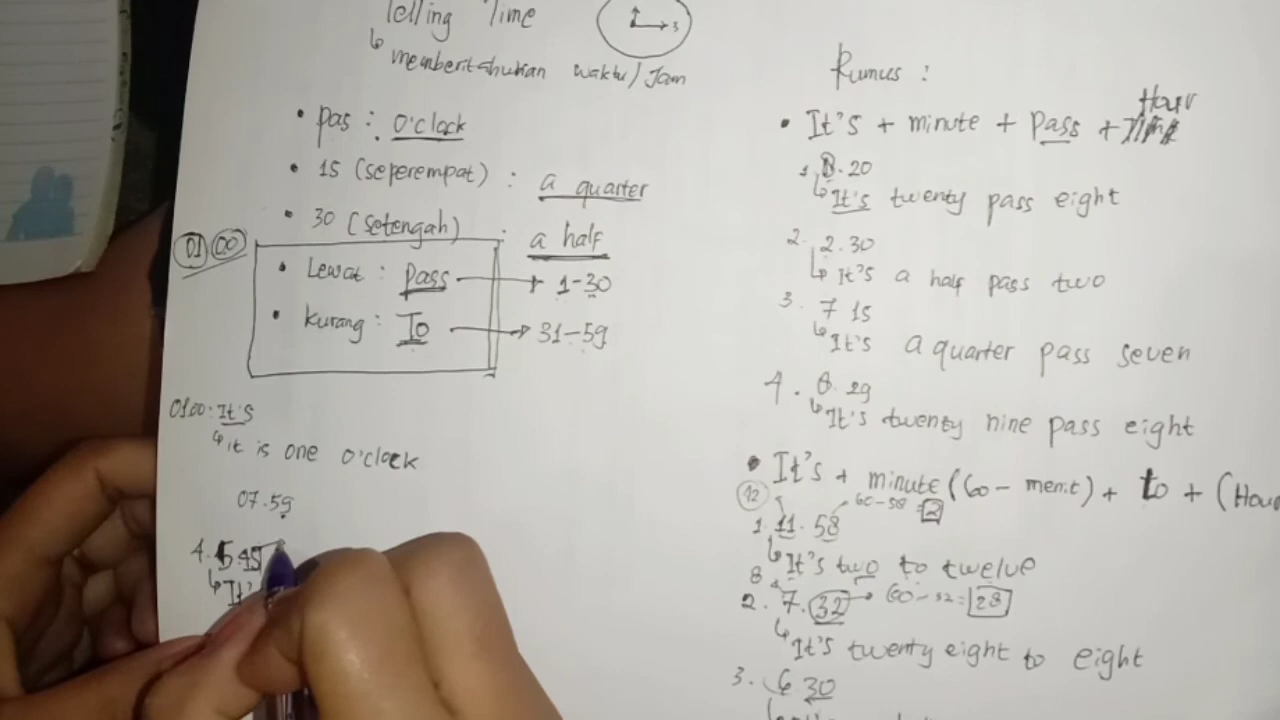 Telling Time
3
↳ memberitahukan waktu/Jam
• pas : O'clock
• 15 (seperempat) : a quarter
• 30 (setengah) : a half
01 00
• Lewat : pass → 1-30
• kurang : To → 31-59
01.00 : It's
↳ it is one o'clock
07.59
4. 5.45
↳ It'
Rumus :
Hour
• It's + minute + pass +
1. 8.20
↳ It's twenty pass eight
2. 2.30
↳ It's a half pass two
3. 7 15
↳ It's a quarter pass seven
4. 8.29
↳ It's twenty nine pass eight
• It's + minute (60 - menit) + to + (Hour
12
1. 11.58 60-58=2
↳ It's two to twelve
8
2. 7.32 → 60-32=28
↳ It's twenty eight to eight
3. 6 30